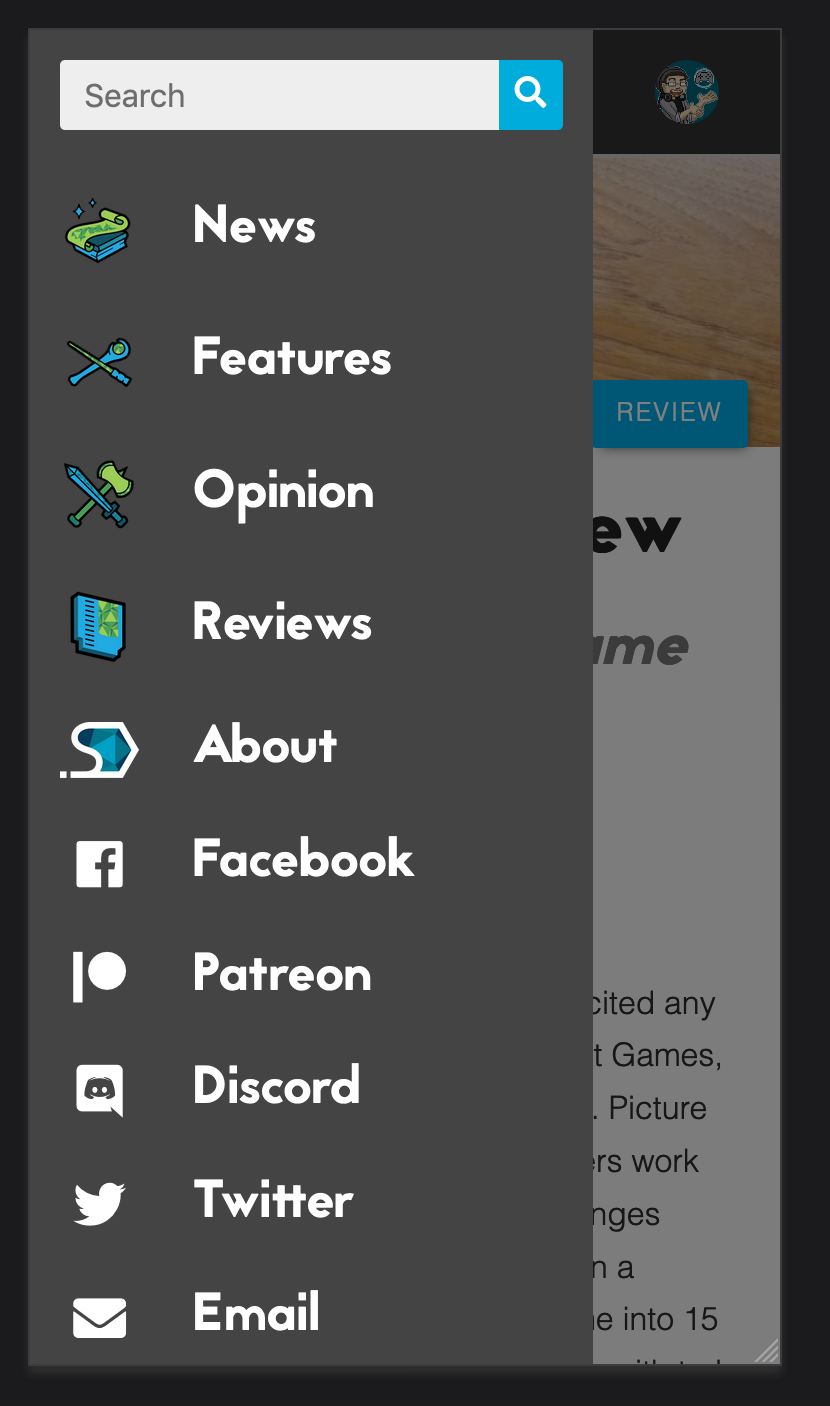 Search
News
Features
REVIEW
Opinion
ew
Reviews
ame
About
Facebook
Patreon
cited any
t Games,
Discord
. Picture
ers work
Twitter
nges
n a
Email
e into 15